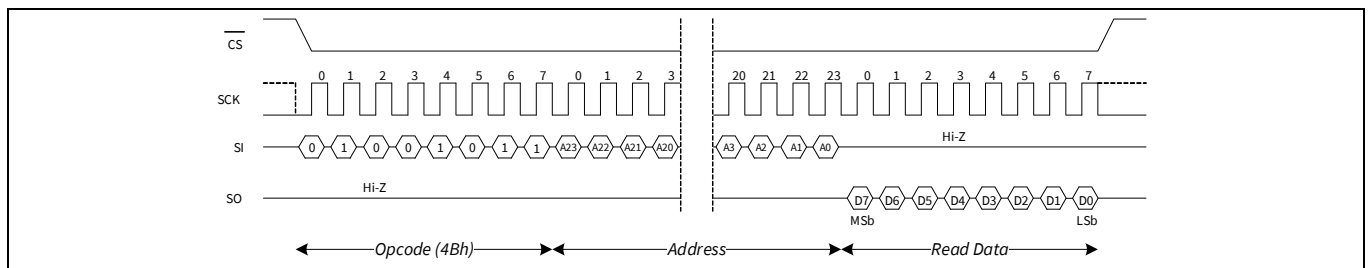 CS
0 1 2 3 4 5 6 7 0 1 2 3 20 21 22 23 0 1 2 3 4 5 6 7
SCK
SI 0 1 0 0 1 0 1 1 A23 A22 A21 A20 A3 A2 A1 A0 Hi-Z
SO Hi-Z D7 D6 D5 D4 D3 D2 D1 D0
MSb LSb
Opcode (4Bh) Address Read Data